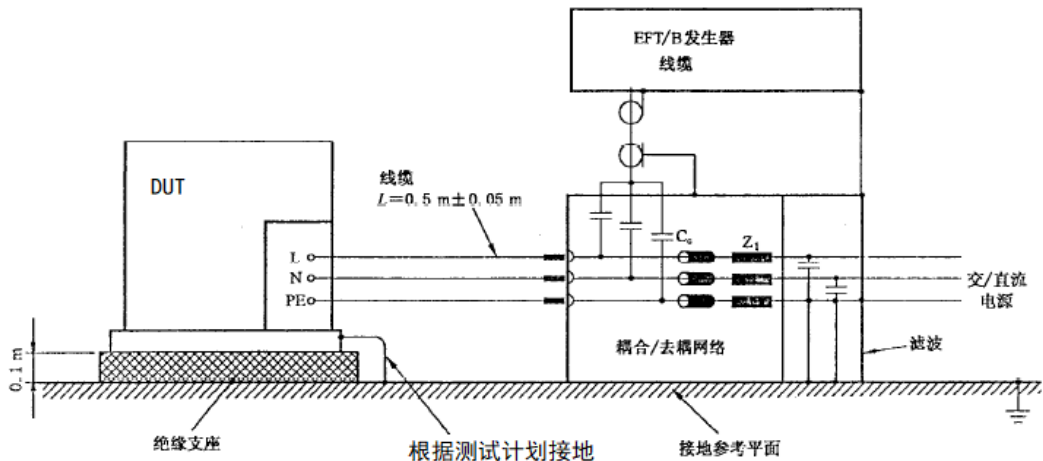 EFT/B发生器
线缆
DUT
线缆
L=0.5 m±0.05 m
L
N
PE
Cc
Z1
交/直流
电源
耦合/去耦网络
滤波
0.1 m
绝缘支座
根据测试计划接地
接地参考平面